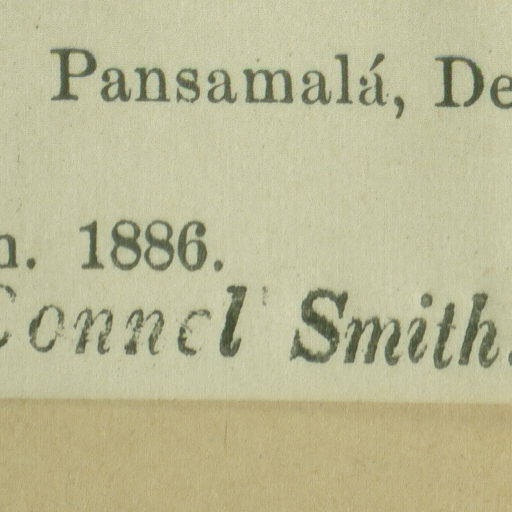 Pansamalá, De
n. 1886.
Connel Smith.